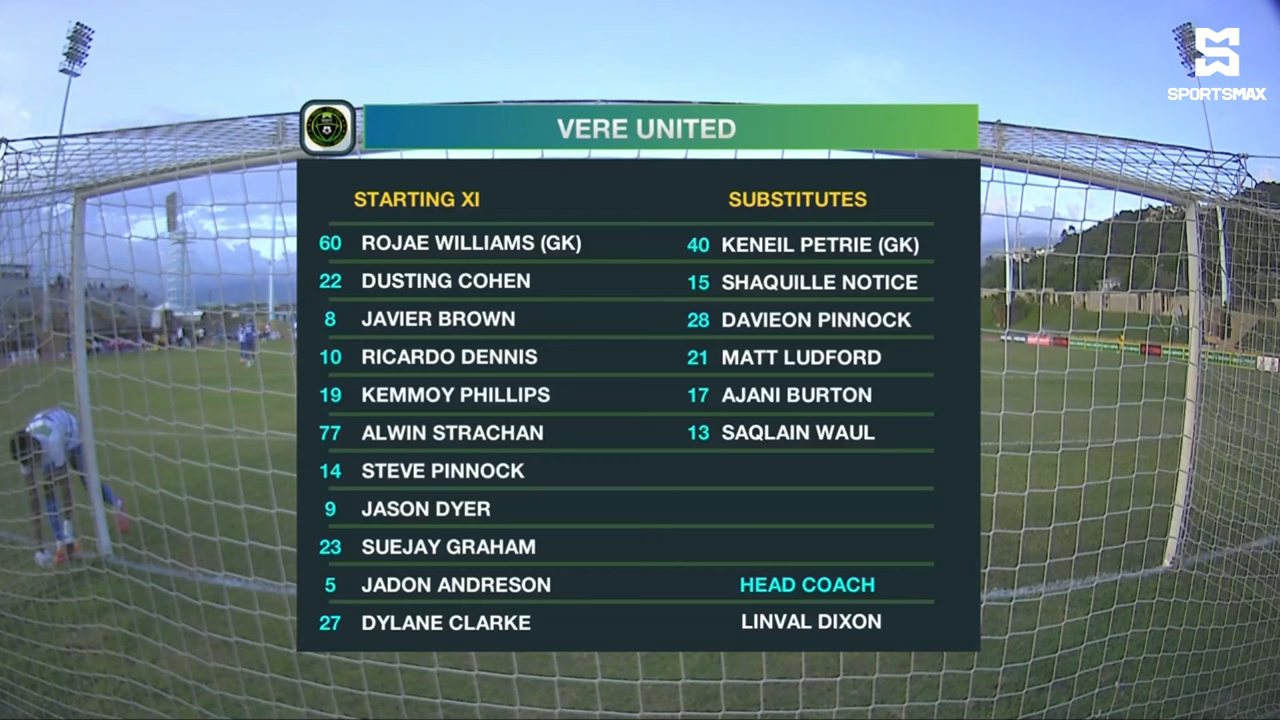 SPORTSMAX
VERE UNITED
STARTING XI
60 ROJAE WILLIAMS (GK)
22 DUSTING COHEN
8 JAVIER BROWN
10 RICARDO DENNIS
19 KEMMOY PHILLIPS
77 ALWIN STRACHAN
14 STEVE PINNOCK
9 JASON DYER
23 SUEJAY GRAHAM
5 JADON ANDRESON
27 DYLANE CLARKE
SUBSTITUTES
40 KENEIL PETRIE (GK)
15 SHAQUILLE NOTICE
28 DAVIEON PINNOCK
21 MATT LUDFORD
17 AJANI BURTON
13 SAQLAIN WAUL
HEAD COACH
LINVAL DIXON